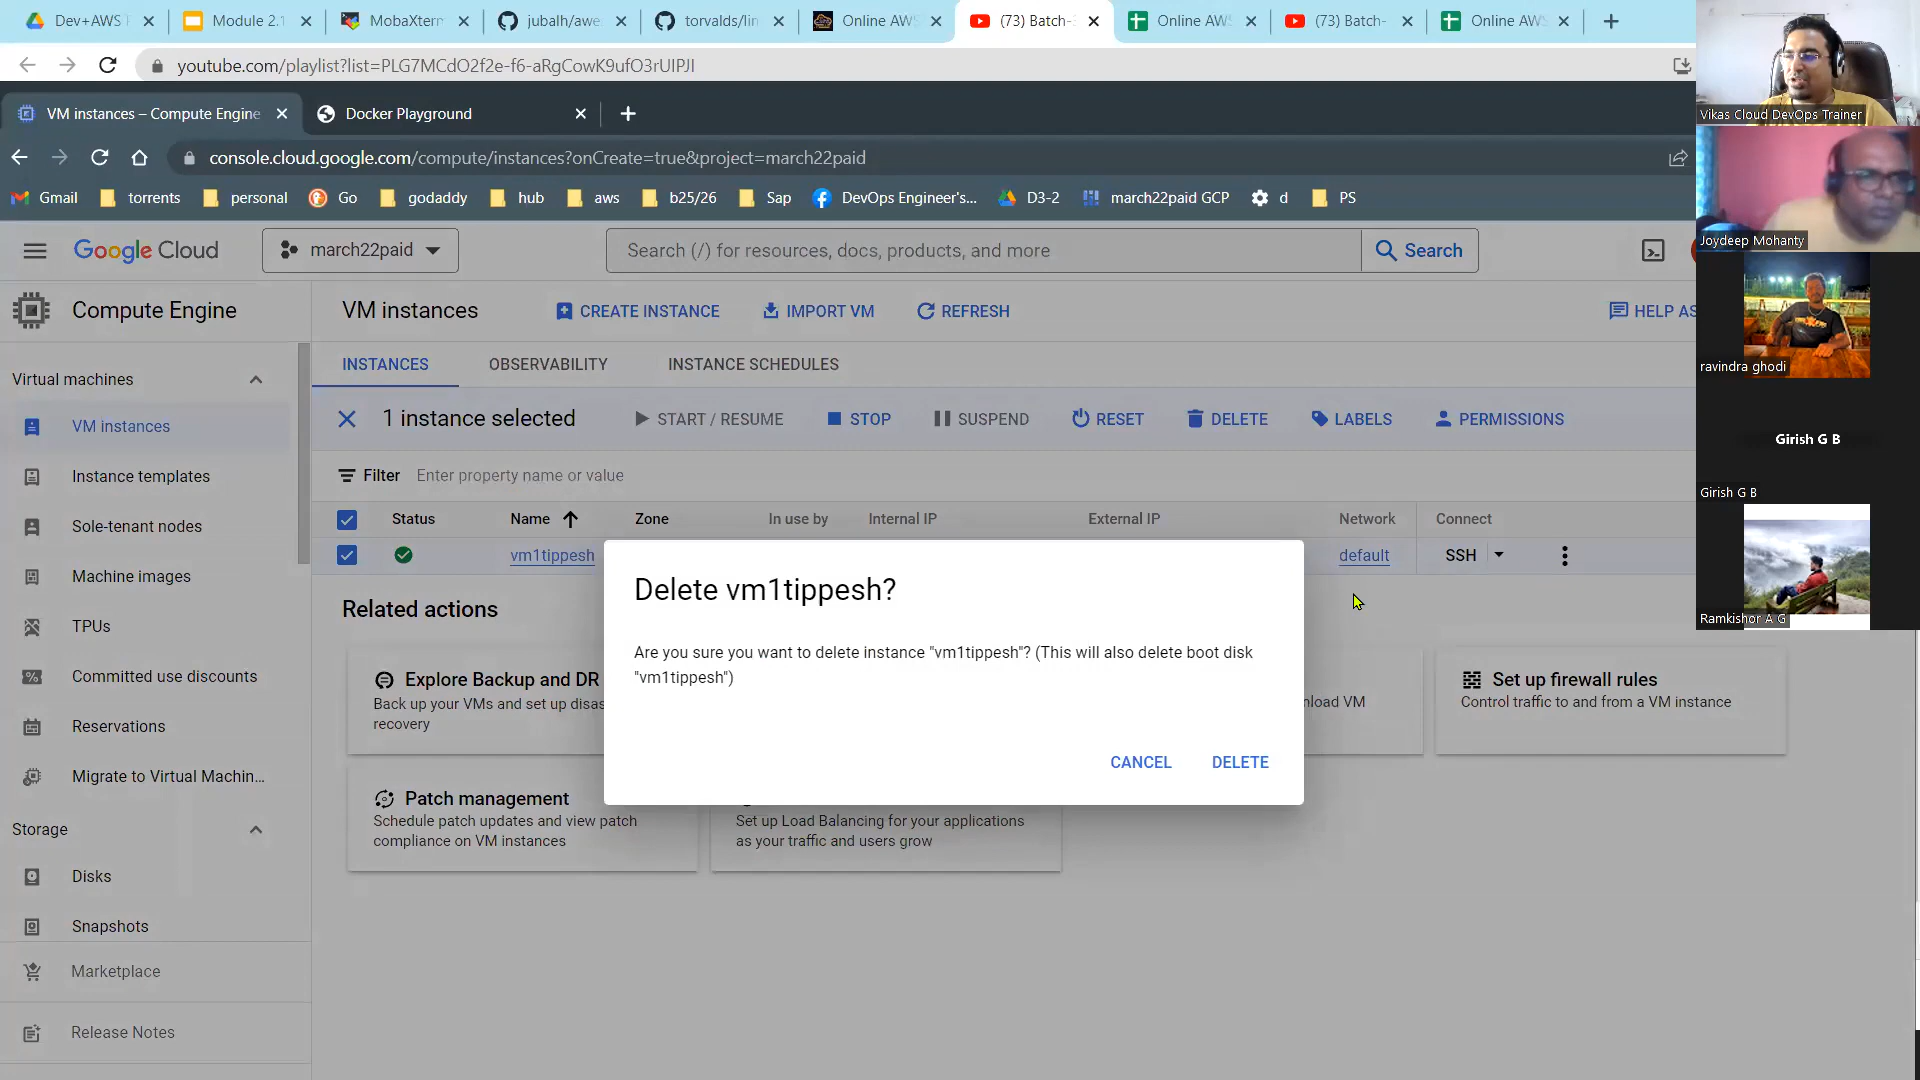 Dev+AWS F
Module 2.1
MobaXterm
jubalh/awe
torvalds/lin
Online AWS
(73) Batch-
Online AWS
(73) Batch-
Online AWS
youtube.com/playlist?list=PLG7MCdO2f2e-f6-aRgCowK9ufO3rUIPJI
VM instances – Compute Engine
Docker Playground
console.cloud.google.com/compute/instances?onCreate=true&project=march22paid
Gmail
torrents
personal
Go
godaddy
hub
aws
b25/26
Sap
DevOps Engineer's...
D3-2
march22paid GCP
d
PS
Google Cloud
march22paid
Search (/) for resources, docs, products, and more
Search
Compute Engine
VM instances
CREATE INSTANCE
IMPORT VM
REFRESH
HELP AS
INSTANCES
OBSERVABILITY
INSTANCE SCHEDULES
1 instance selected
START / RESUME
STOP
SUSPEND
RESET
DELETE
LABELS
PERMISSIONS
Filter
Enter property name or value
Status
Name
Zone
In use by
Internal IP
External IP
Network
Connect
vm1tippesh
default
SSH
Virtual machines
VM instances
Instance templates
Sole-tenant nodes
Machine images
TPUs
Committed use discounts
Reservations
Migrate to Virtual Machin...
Storage
Disks
Snapshots
Marketplace
Release Notes
Related actions
Explore Backup and DR
Back up your VMs and set up disas
recovery
nload VM
Set up firewall rules
Control traffic to and from a VM instance
Patch management
Schedule patch updates and view patch
compliance on VM instances
Set up Load Balancing for your applications
as your traffic and users grow
Delete vm1tippesh?
Are you sure you want to delete instance "vm1tippesh"? (This will also delete boot disk
"vm1tippesh")
CANCEL
DELETE
Vikas Cloud DevOps Trainer
Joydeep Mohanty
ravindra ghodi
Girish G B
Girish G B
Ramkishor A G